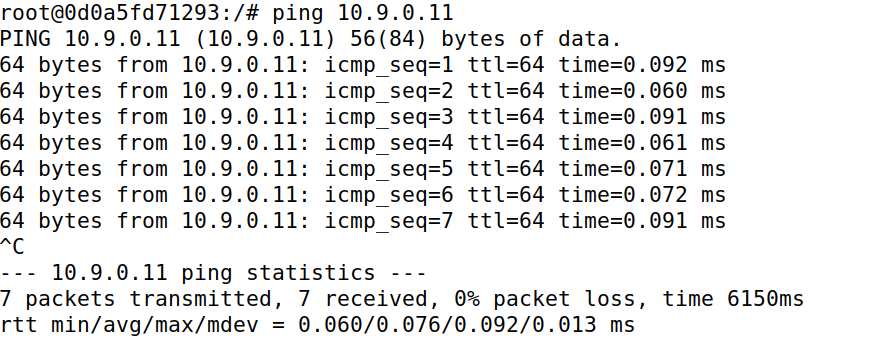 root@0d0a5fd71293:/# ping 10.9.0.11
PING 10.9.0.11 (10.9.0.11) 56(84) bytes of data.
64 bytes from 10.9.0.11: icmp_seq=1 ttl=64 time=0.092 ms
64 bytes from 10.9.0.11: icmp_seq=2 ttl=64 time=0.060 ms
64 bytes from 10.9.0.11: icmp_seq=3 ttl=64 time=0.091 ms
64 bytes from 10.9.0.11: icmp_seq=4 ttl=64 time=0.061 ms
64 bytes from 10.9.0.11: icmp_seq=5 ttl=64 time=0.071 ms
64 bytes from 10.9.0.11: icmp_seq=6 ttl=64 time=0.072 ms
64 bytes from 10.9.0.11: icmp_seq=7 ttl=64 time=0.091 ms
^C
--- 10.9.0.11 ping statistics ---
7 packets transmitted, 7 received, 0% packet loss, time 6150ms
rtt min/avg/max/mdev = 0.060/0.076/0.092/0.013 ms